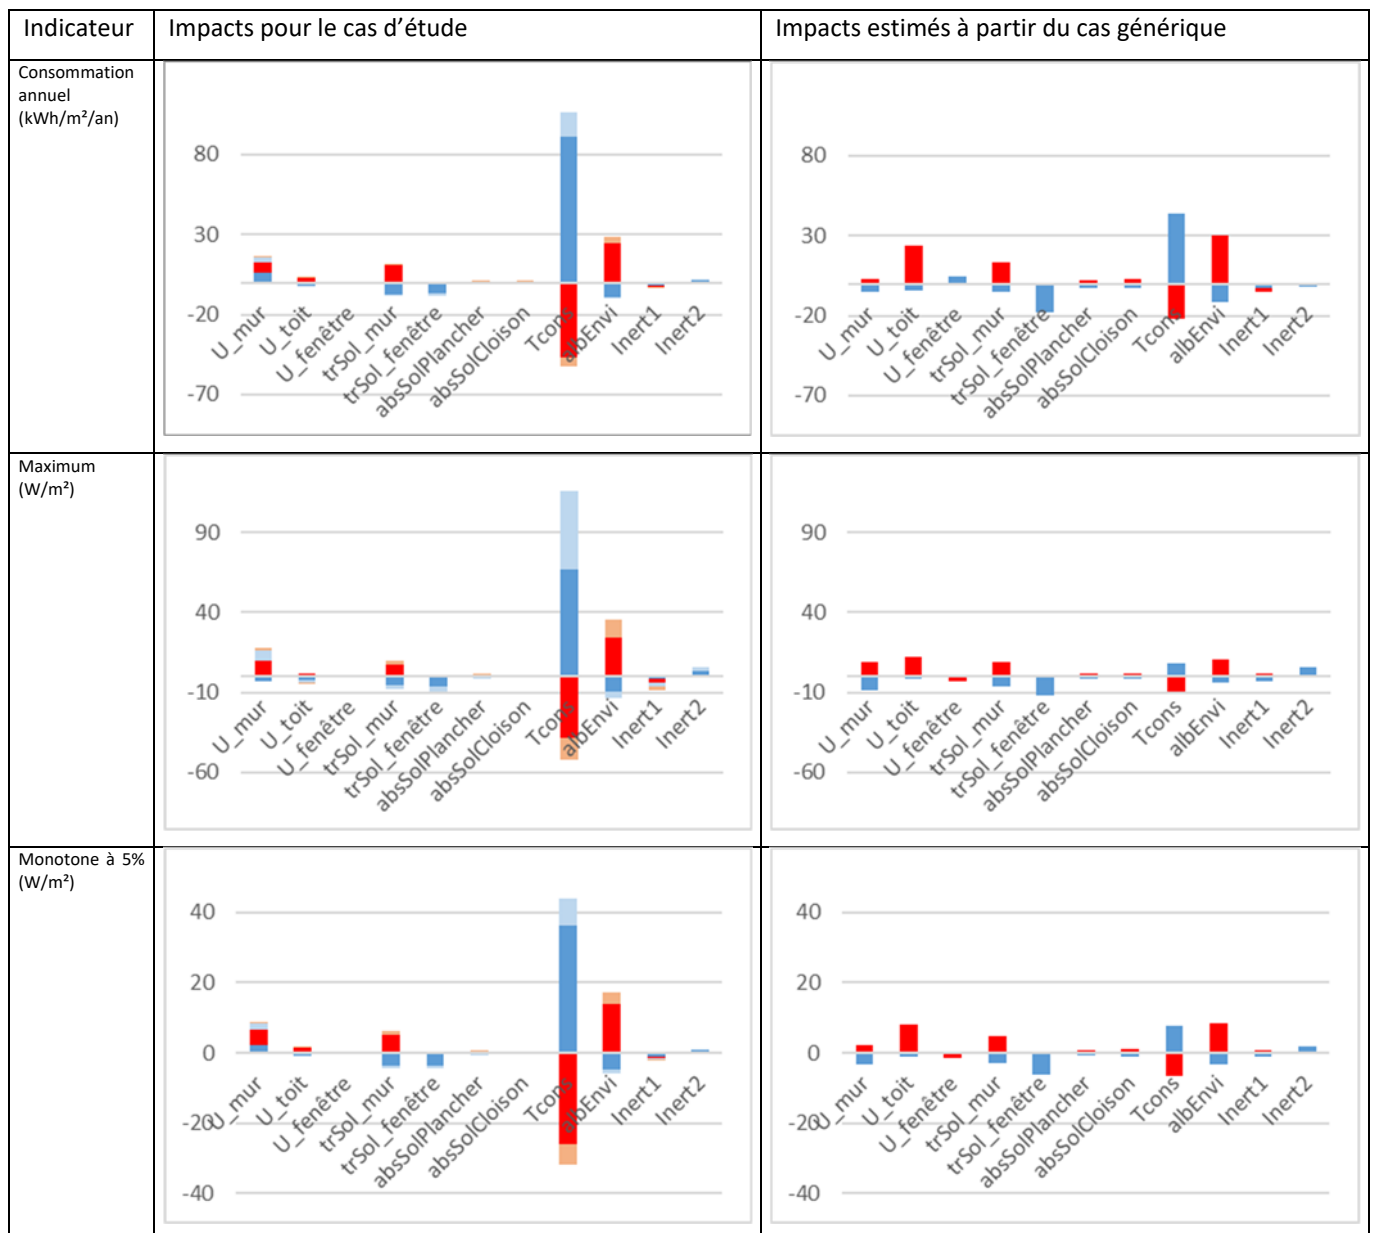 Indicateur
Impacts pour le cas d’étude
Impacts estimés à partir du cas générique
Consommation
annuel
(kWh/m²/an)
80
30
-20
-70
U_mur
U_toit
U_fenêtre
trSol_mur
trSol_fenêtre
absSolPlancher
absSolCloison
Tcons
albEnvi
Inert1
Inert2
80
30
-20
-70
U_mur
U_toit
U_fenêtre
trSol_mur
trSol_fenêtre
absSolPlancher
absSolCloison
Tcons
albEnvi
Inert1
Inert2
Maximum
(W/m²)
90
40
-10
-60
U_mur
U_toit
U_fenêtre
trSol_mur
trSol_fenêtre
absSolPlancher
absSolCloison
Tcons
albEnvi
Inert1
Inert2
90
40
-10
-60
U_mur
U_toit
U_fenêtre
trSol_mur
trSol_fenêtre
absSolPlancher
absSolCloison
Tcons
albEnvi
Inert1
Inert2
Monotone à 5%
(W/m²)
40
20
0
-20
-40
U_mur
U_toit
U_fenêtre
trSol_mur
trSol_fenêtre
absSolPlancher
absSolCloison
Tcons
albEnvi
Inert1
Inert2
40
20
0
-20
-40
U_mur
U_toit
U_fenêtre
trSol_mur
trSol_fenêtre
absSolPlancher
absSolCloison
Tcons
albEnvi
Inert1
Inert2